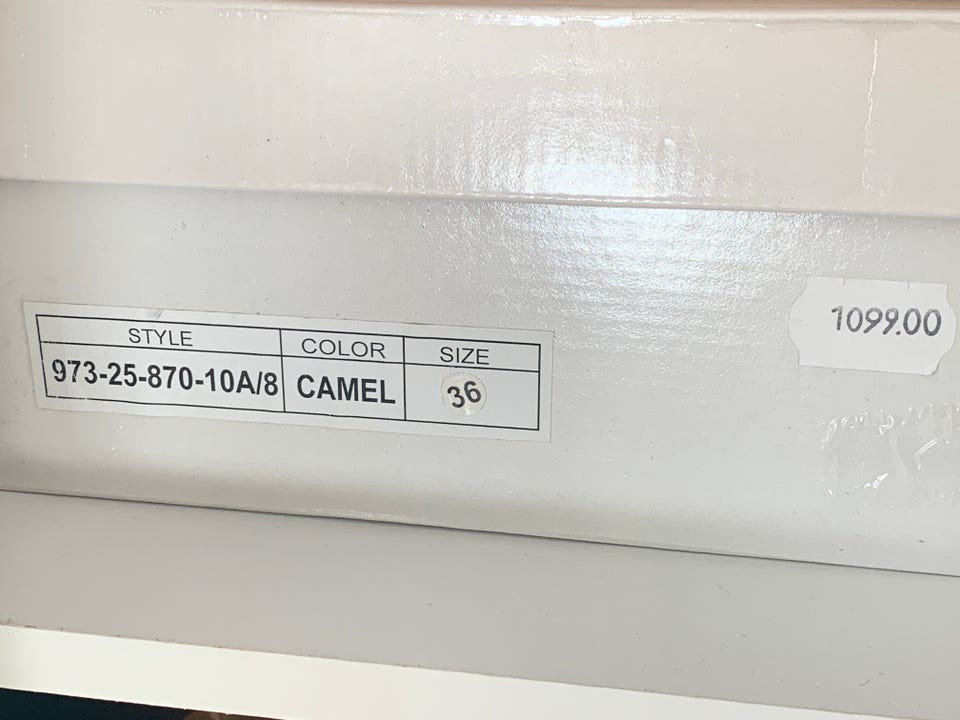 STYLE COLOR SIZE
973-25-870-10A/8 CAMEL 36
1099.00